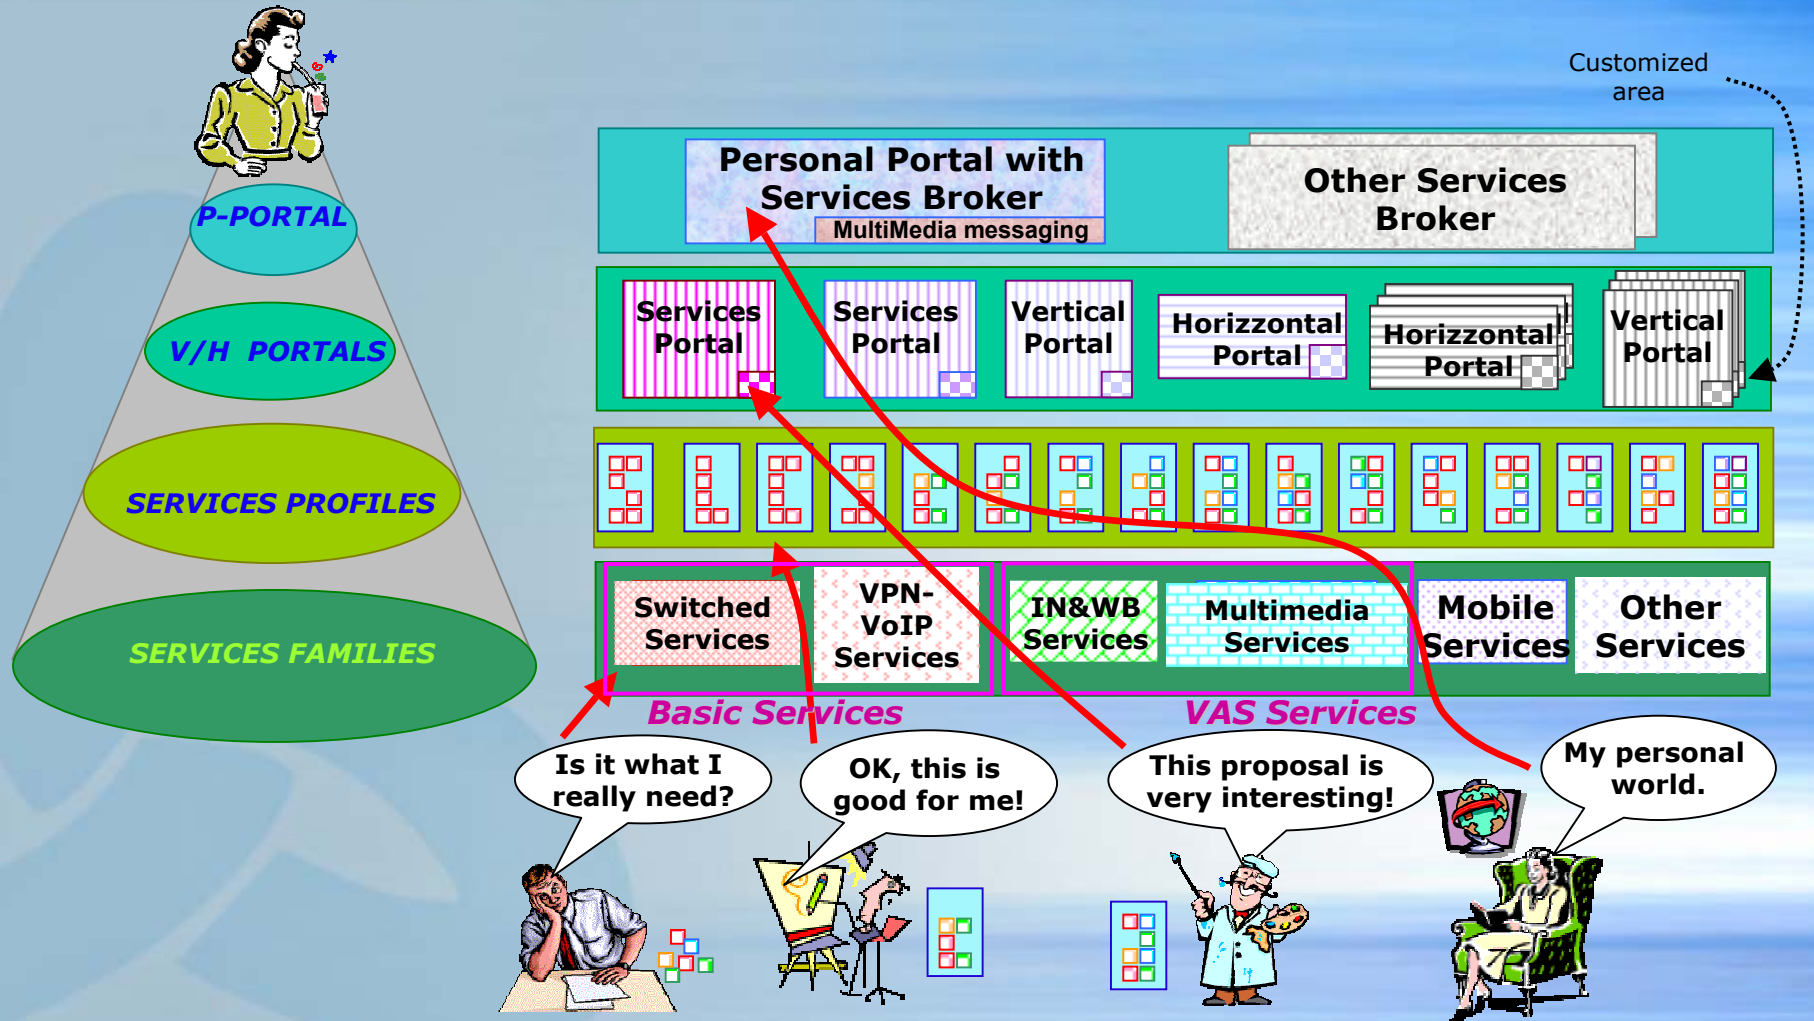 Customized
area
P-PORTAL
V/H PORTALS
SERVICES PROFILES
SERVICES FAMILIES
Personal Portal with
Services Broker
MultiMedia messaging
Other Services
Broker
Services
Portal
Services
Portal
Vertical
Portal
Horizzontal
Portal
Horizzontal
Portal
Vertical
Portal
Switched
Services
VPN-
VoIP
Services
IN&WB
Services
Multimedia
Services
Mobile
Services
Other
Services
Basic Services
VAS Services
Is it what I
really need?
OK, this is
good for me!
This proposal is
very interesting!
My personal
world.